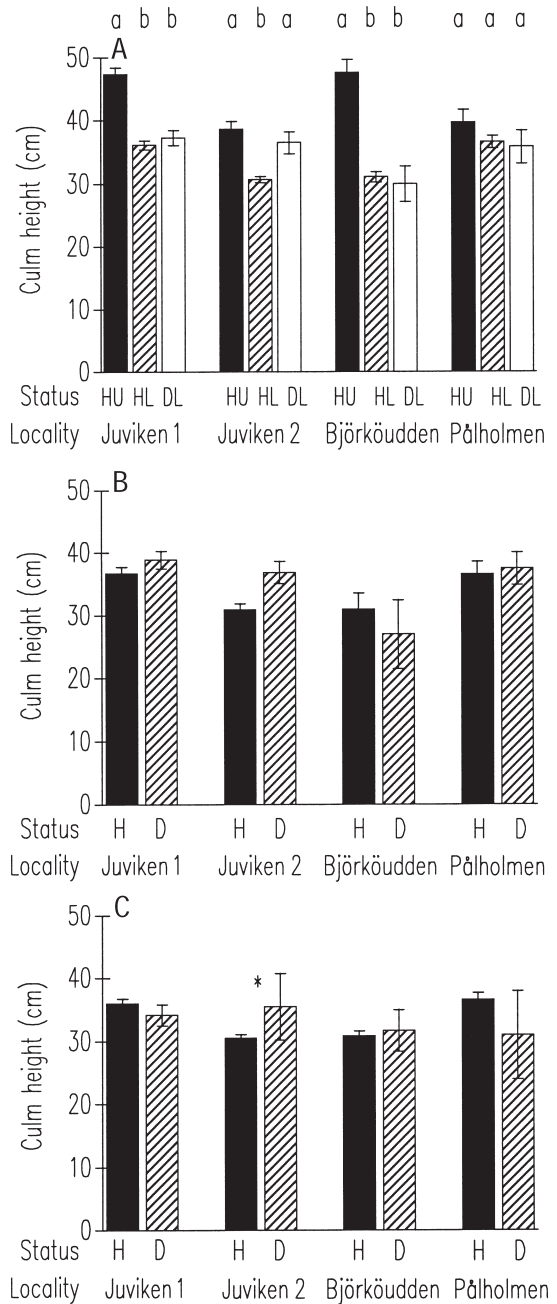 a b b a b a a b b a a a
A
50
40
30
20
10
0
Culm height (cm)
Status HU HL DL HU HL DL HU HL DL HU HL DL
Locality Juviken 1 Juviken 2 Björköudden Pålholmen
B
50
40
30
20
10
0
Culm height (cm)
Status H D H D H D H D
Locality Juviken 1 Juviken 2 Björköudden Pålholmen
C
50
40
30
20
10
0
Culm height (cm)
*
Status H D H D H D H D
Locality Juviken 1 Juviken 2 Björköudden Pålholmen